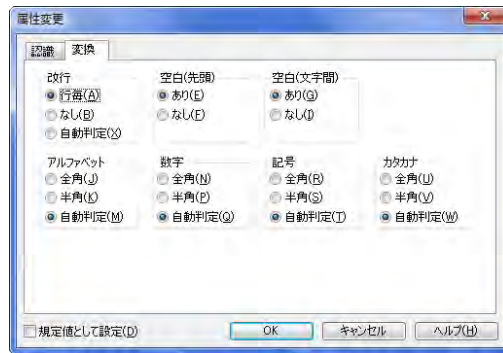 属性変更
認識 変換
改行 空白(先頭) 空白(文字間)
行毎(A) あり(E) あり(G)
なし(B) なし(F) なし(I)
自動判定(X)
アルファベット 数字 記号 カタカナ
全角(J) 全角(N) 全角(R) 全角(U)
半角(K) 半角(P) 半角(S) 半角(V)
自動判定(M) 自動判定(Q) 自動判定(T) 自動判定(W)
規定値として設定(D) OK キャンセル ヘルプ(H)